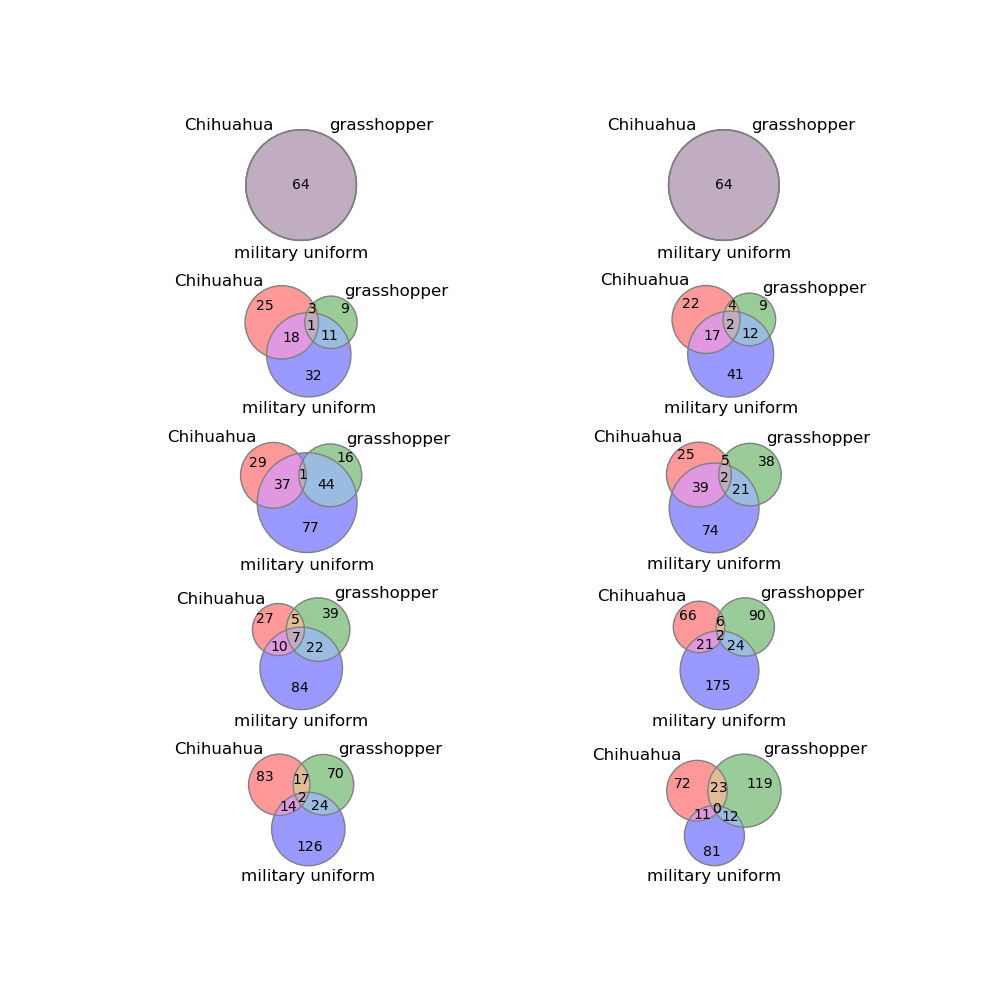 Chihuahua grasshopper
64
military uniform
Chihuahua grasshopper
64
military uniform
Chihuahua
grasshopper
25 3 9
1
18 11
32
military uniform
Chihuahua
grasshopper
22 4 9
2
17 12
41
military uniform
Chihuahua
grasshopper
29 16
1
37 44
77
military uniform
Chihuahua
grasshopper
25 5 38
2
39 21
74
military uniform
Chihuahua
grasshopper
27 5 39
7
10 22
84
military uniform
Chihuahua
grasshopper
66 6 90
2
21 24
175
military uniform
Chihuahua grasshopper
83 17 70
2
14 24
126
military uniform
Chihuahua
grasshopper
72 23 119
0
11 12
81
military uniform